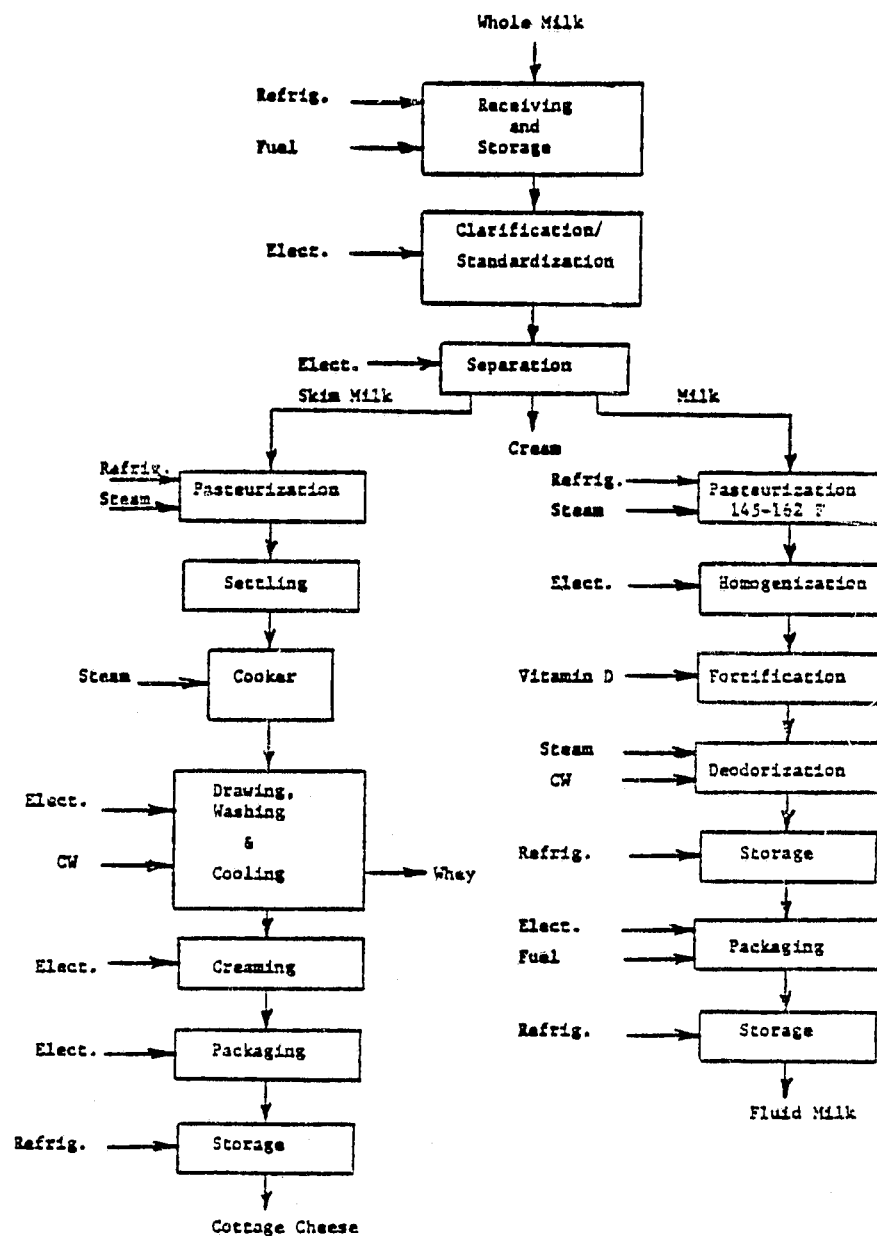 Whole Milk
Refrig.
Fuel
Receiving
and
Storage
Elect.
Clarification/
Standardization
Elect.
Separation
Skim Milk
Milk
Cream
Refrig.
Steam
Pasteurization
Settling
Steam
Cooker
Elect.
CW
Drawing,
Washing
&
Cooling
Whey
Elect.
Creaming
Elect.
Packaging
Refrig.
Storage
Cottage Cheese
Refrig.
Steam
Pasteurization
145-162 F
Elect.
Homogenization
Vitamin D
Fortification
Steam
CW
Deodorization
Refrig.
Storage
Elect.
Fuel
Packaging
Refrig.
Storage
Fluid Milk